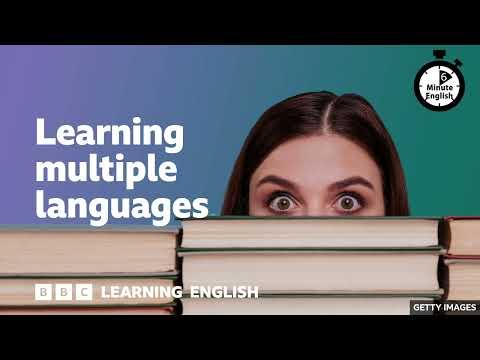 6
Minute
English
Learning
multiple
languages
BBC LEARNING ENGLISH
GETTY IMAGES